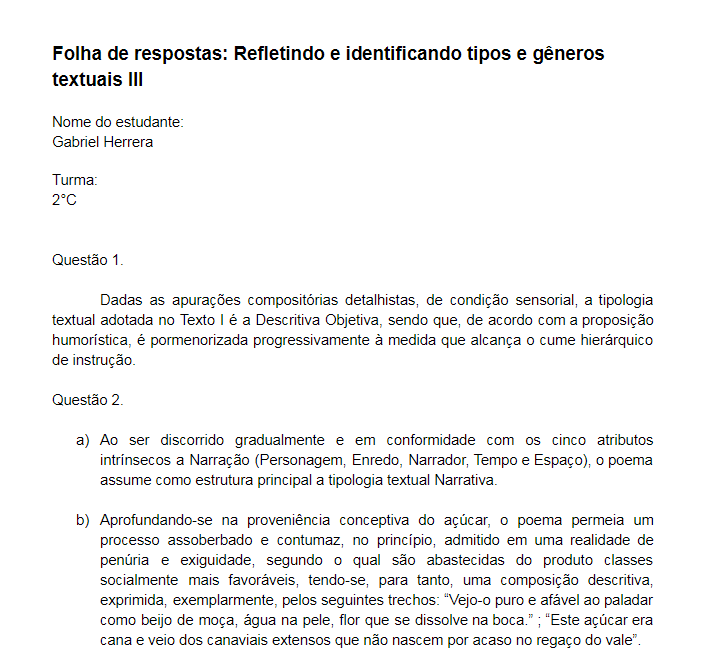 Folha de respostas: Refletindo e identificando tipos e gêneros
textuais III
Nome do estudante:
Gabriel Herrera
Turma:
2°C
Questão 1.
Dadas as apurações compositórias detalhistas, de condição sensorial, a tipologia
textual adotada no Texto I é a Descritiva Objetiva, sendo que, de acordo com a proposição
humorística, é pormenorizada progressivamente à medida que alcança o cume hierárquico
de instrução.
Questão 2.
a) Ao ser discorrido gradualmente e em conformidade com os cinco atributos
intrínsecos a Narração (Personagem, Enredo, Narrador, Tempo e Espaço), o poema
assume como estrutura principal a tipologia textual Narrativa.
b) Aprofundando-se na proveniência conceptiva do açúcar, o poema permeia um
processo assoberbado e contumaz, no princípio, admitido em uma realidade de
penúria e exiguidade, segundo o qual são abastecidas do produto classes
socialmente mais favoráveis, tendo-se, para tanto, uma composição descritiva,
exprimida, exemplarmente, pelos seguintes trechos: “Vejo-o puro e afável ao paladar
como beijo de moça, água na pele, flor que se dissolve na boca.” ; “Este açúcar era
cana e veio dos canaviais extensos que não nascem por acaso no regaço do vale”.